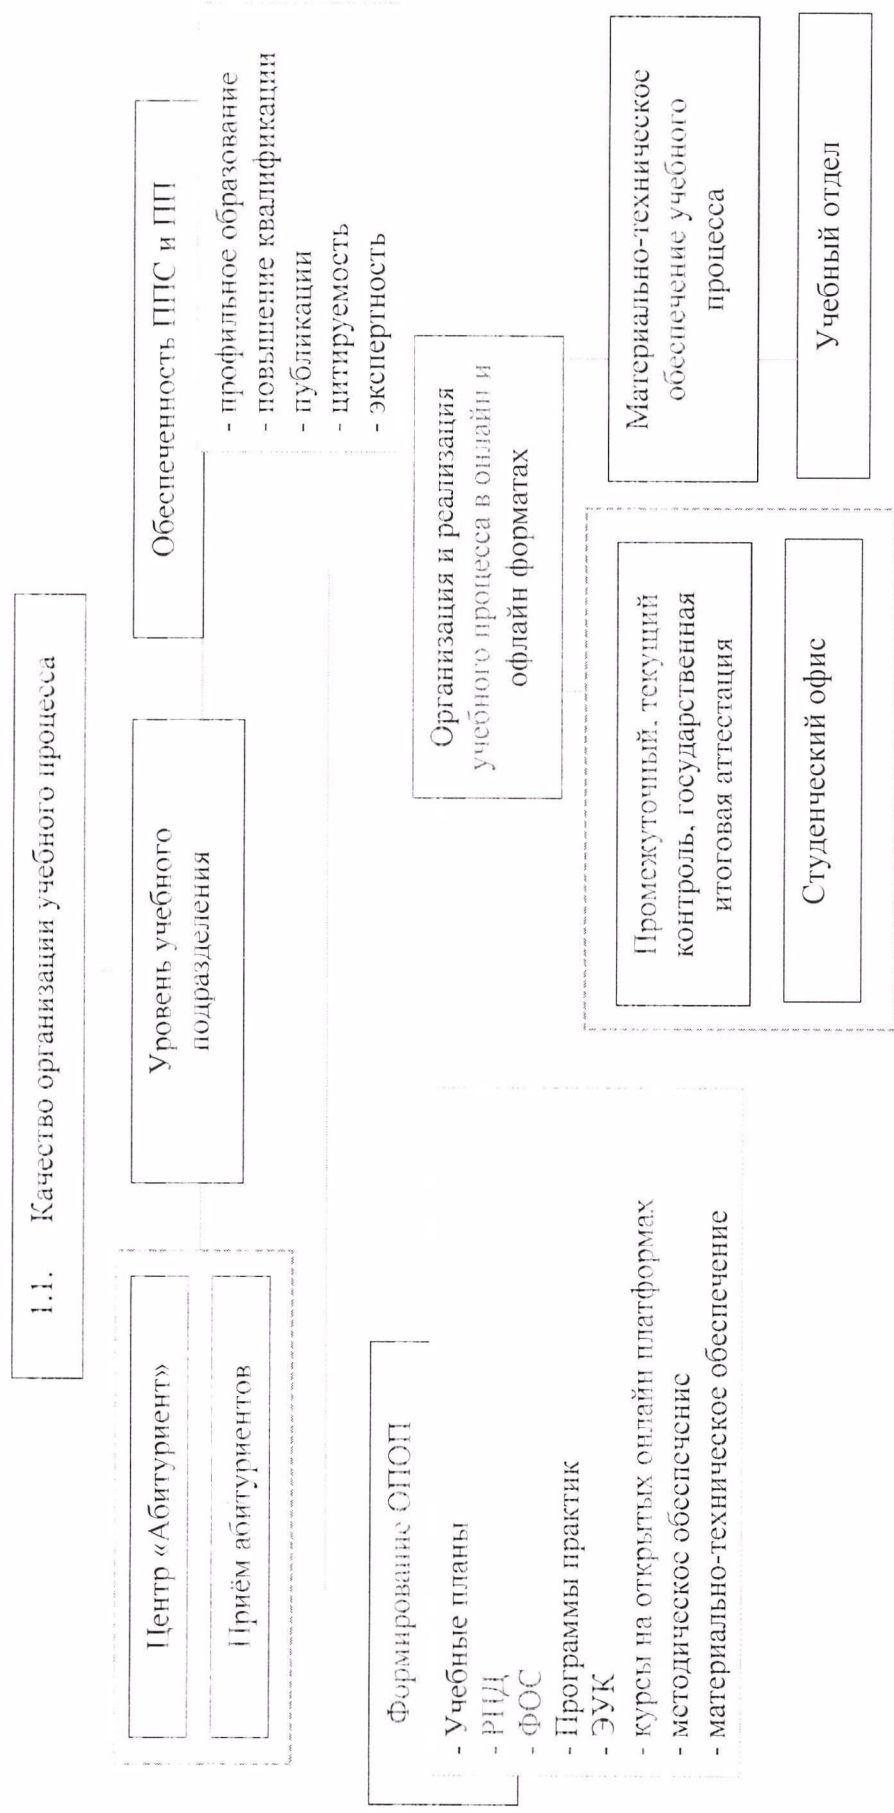 1.1. Качество организации учебного процесса
Центр «Абитуриент»
Приём абитуриентов
Уровень учебного
подразделения
Обеспеченность ППС и ПП
- профильное образование
- повышение квалификации
- публикации
- цитируемость
- экспертность
Формирование ОПОП
- Учебные планы
- РПД
- ФОС
- Программы практик
- ЭУК
- курсы на открытых онлайн платформах
- методическое обеспечение
- материально-техническое обеспечение
Организация и реализация
учебного процесса в онлайн и
офлайн форматах
Промежуточный, текущий
контроль, государственная
итоговая аттестация
Студенческий офис
Материально-техническое
обеспечение учебного
процесса
Учебный отдел